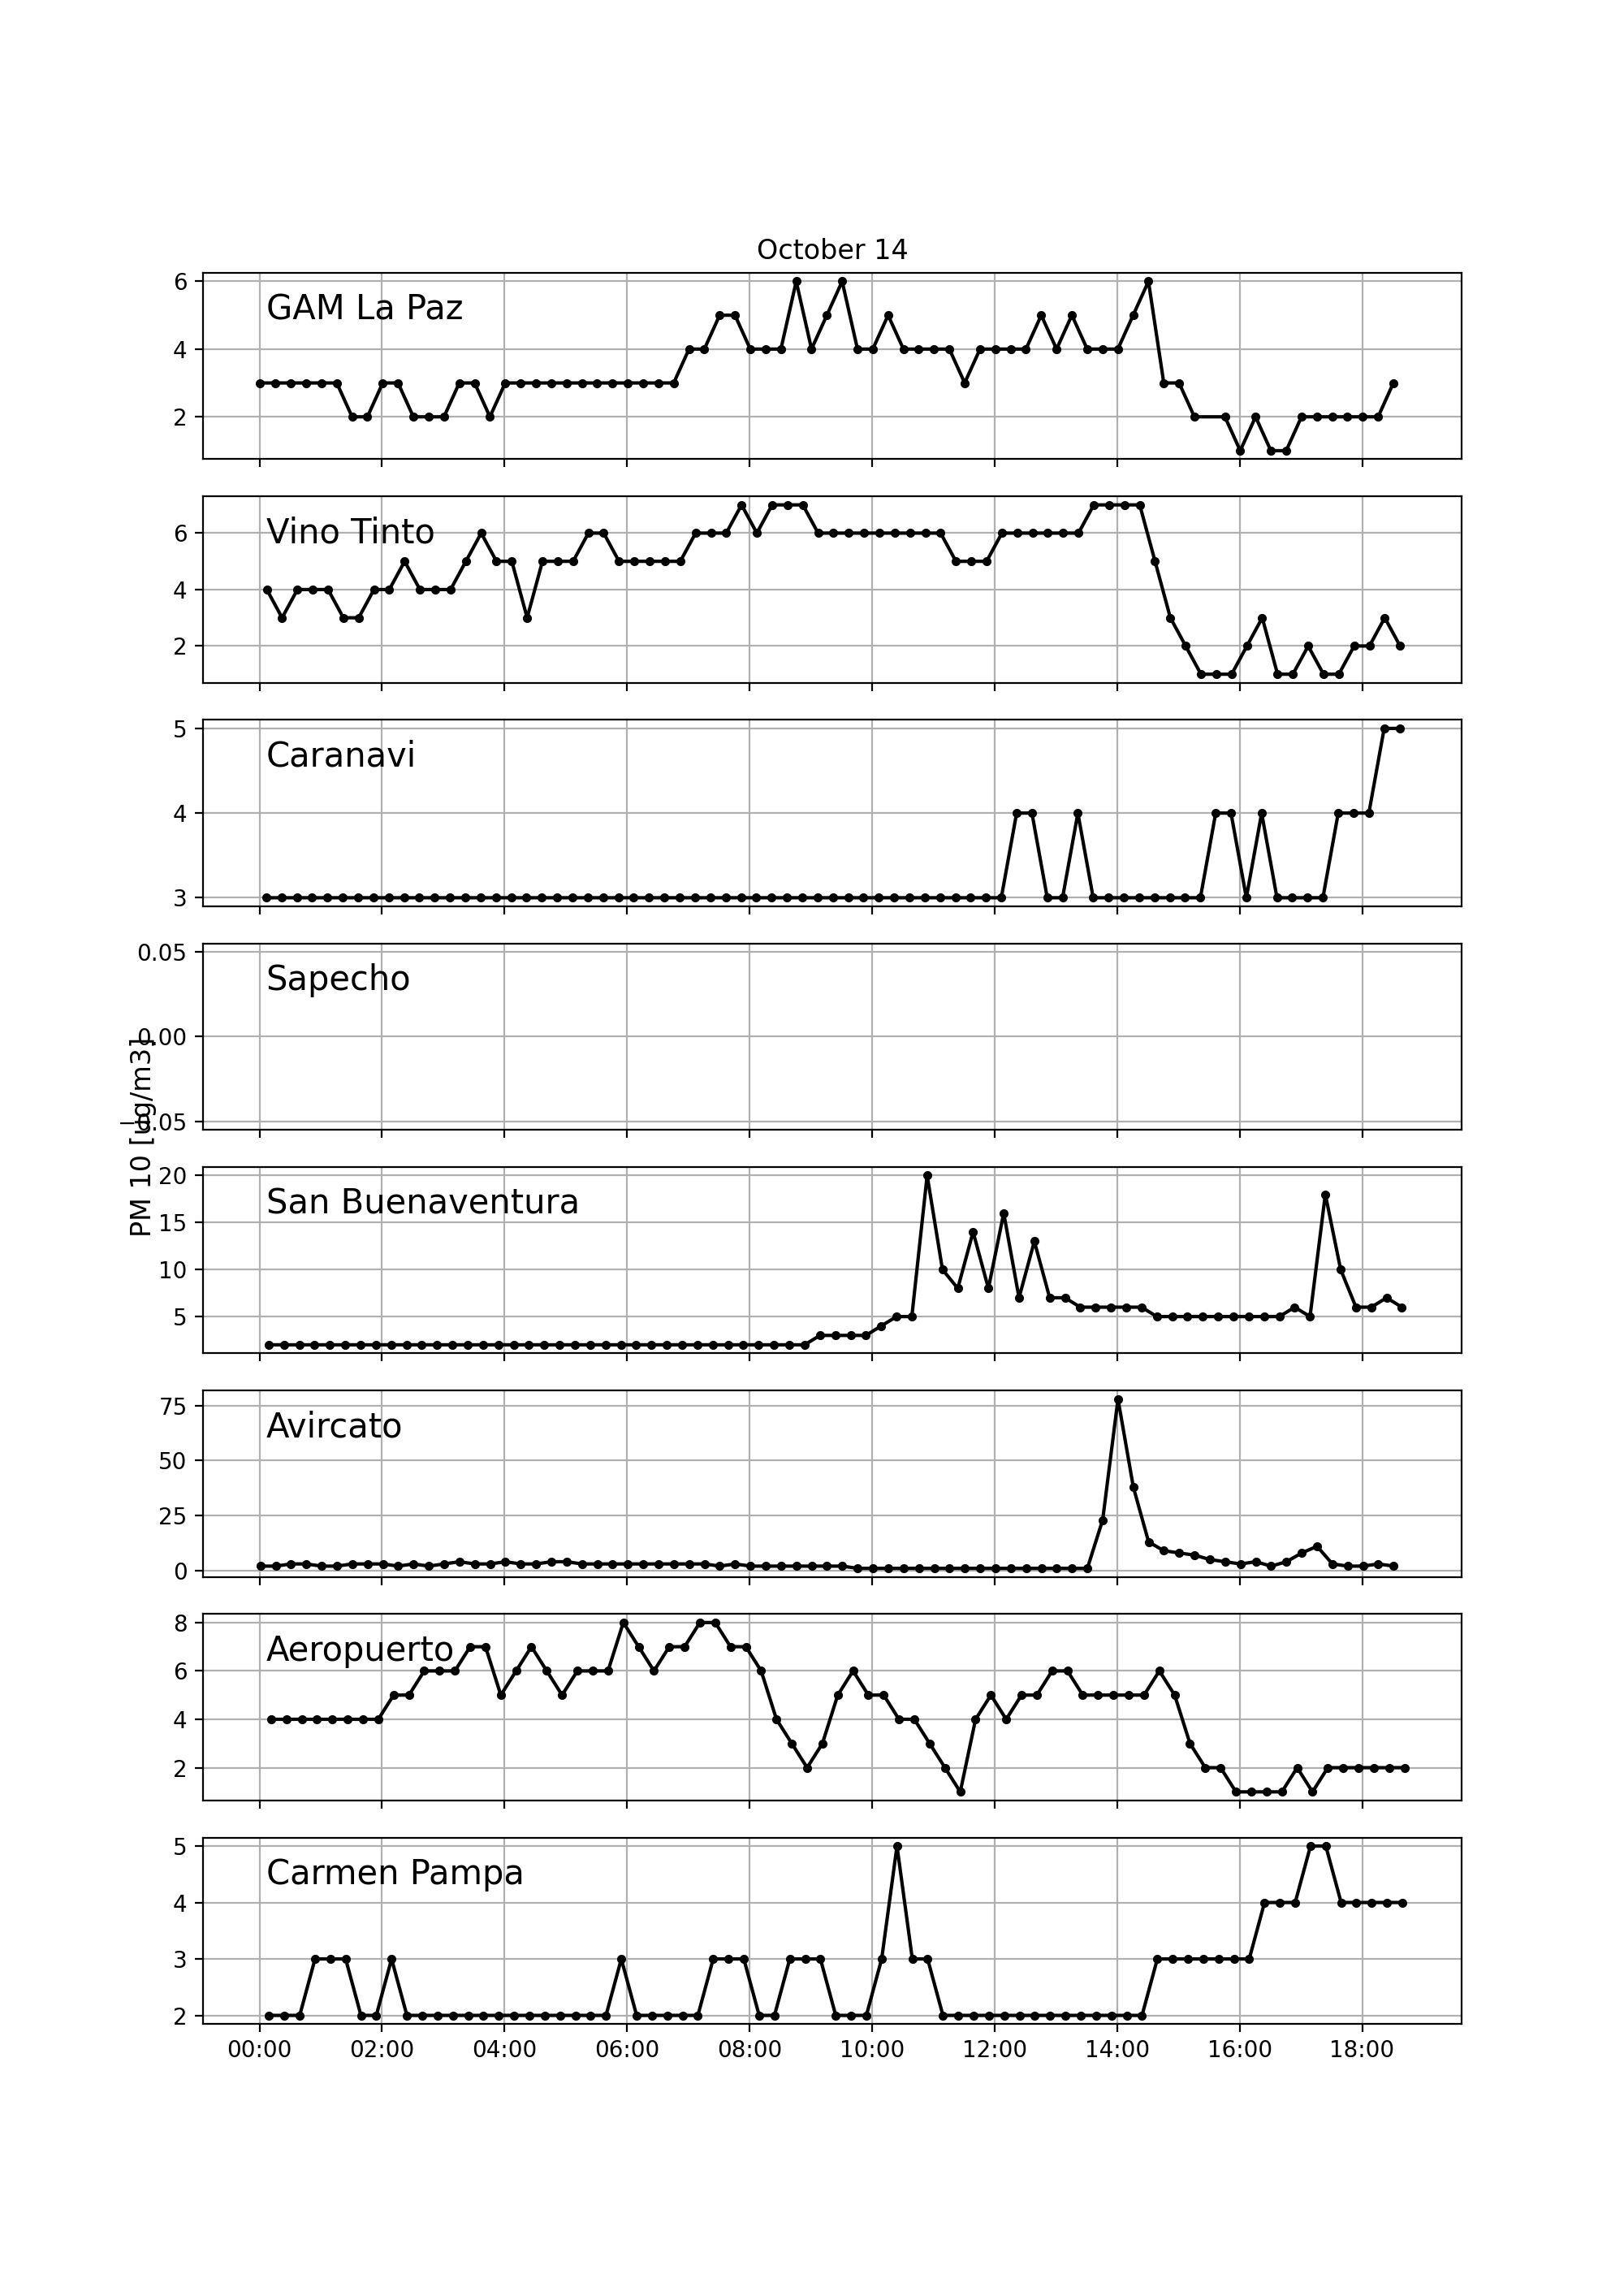 October 14
6
GAM La Paz
4
2
6
Vino Tinto
4
2
5
Caranavi
4
3
0.05
Sapecho
0.00
−0.05
PM 10 [ug/m3]
20
San Buenaventura
15
10
5
75
Avircato
50
25
0
8
Aeropuerto
6
4
2
5
Carmen Pampa
4
3
2
00:00 02:00 04:00 06:00 08:00 10:00 12:00 14:00 16:00 18:00